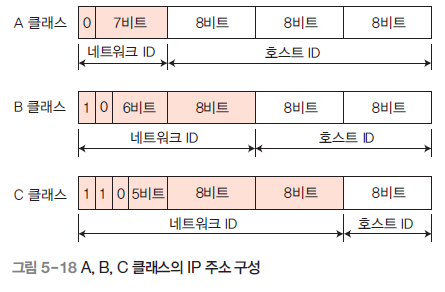 A 클래스 0 7비트 8비트 8비트 8비트
네트워크 ID 호스트 ID
B 클래스 1 0 6비트 8비트 8비트 8비트
네트워크 ID 호스트 ID
C 클래스 1 1 0 5비트 8비트 8비트 8비트
네트워크 ID 호스트 ID
그림 5-18 A, B, C 클래스의 IP 주소 구성